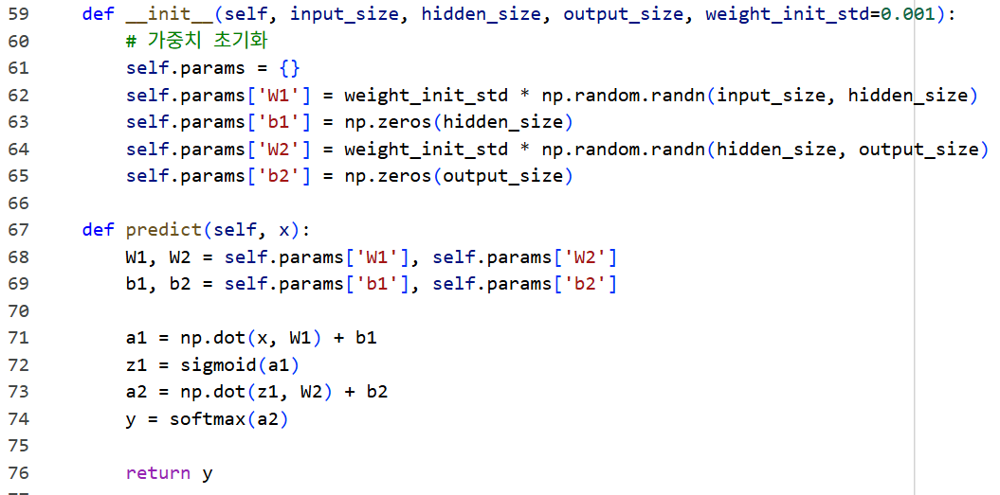 59 def __init__(self, input_size, hidden_size, output_size, weight_init_std=0.001):
60 # 가중치 초기화
61 self.params = {}
62 self.params['W1'] = weight_init_std * np.random.randn(input_size, hidden_size)
63 self.params['b1'] = np.zeros(hidden_size)
64 self.params['W2'] = weight_init_std * np.random.randn(hidden_size, output_size)
65 self.params['b2'] = np.zeros(output_size)
66
67 def predict(self, x):
68 W1, W2 = self.params['W1'], self.params['W2']
69 b1, b2 = self.params['b1'], self.params['b2']
70
71 a1 = np.dot(x, W1) + b1
72 z1 = sigmoid(a1)
73 a2 = np.dot(z1, W2) + b2
74 y = softmax(a2)
75
76 return y